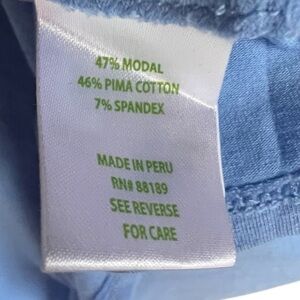 47% MODAL
46% PIMA COTTON
7% SPANDEX
MADE IN PERU
RN# 88189
SEE REVERSE
FOR CARE